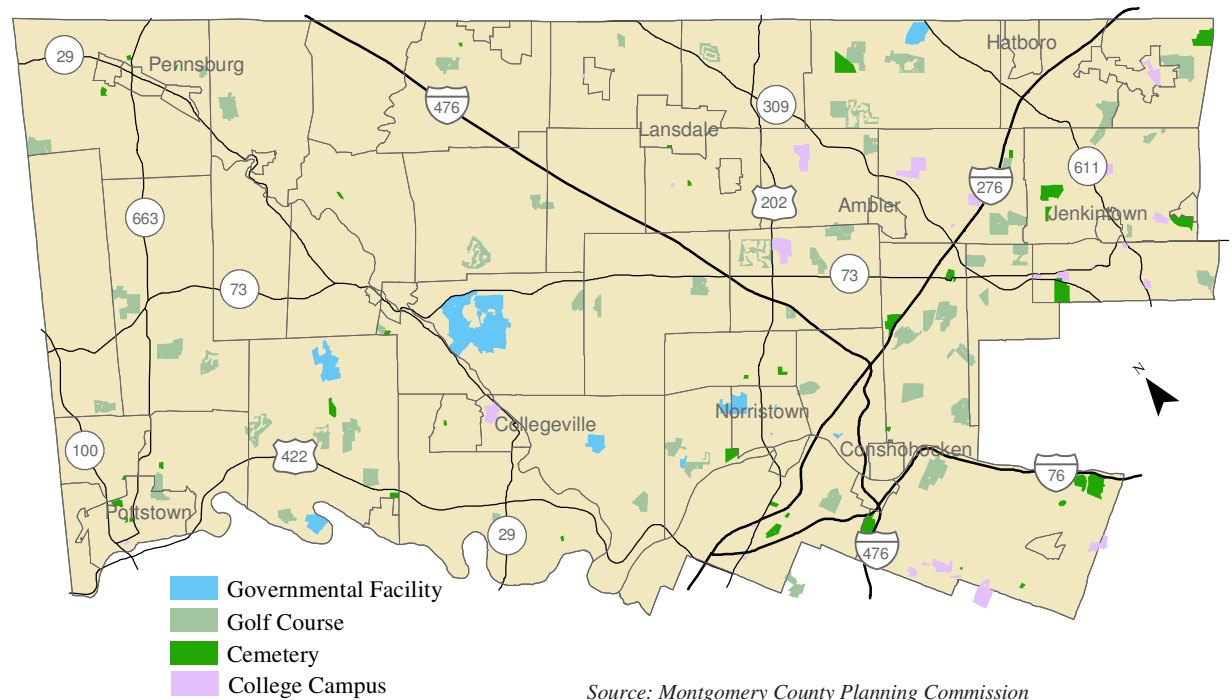 Hatboro
29
Pennsburg
476
309
Lansdale
611
276
202
Ambler
663
Jenkintown
73
73
Norristown
Collegeville
100
422
Conshohocken
76
Pottstown
29
476
N
Governmental Facility
Golf Course
Cemetery
College Campus
Source: Montgomery County Planning Commission